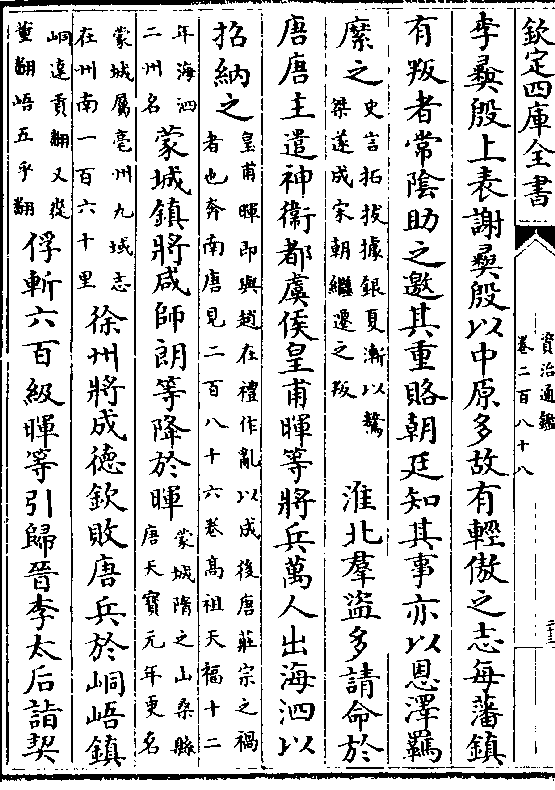 欽定四庫全書
資治通鑑
卷二百八十八
李彞殷上表謝彞殷以中原多故有輕傲之志每藩鎮
有叛者常陰助之邀其重賂朝廷知其事亦以恩澤羈
縻之
史言拓拔據銀夏漸以驁
桀遂成宋朝繼遷之叛
淮北羣盜多請命於
唐唐主遣神衛都虞侯皇甫暉等將兵萬人出海泗以
招納之
皇甫暉即與趙在禮作亂以成後唐莊宗之禍
者也奔南唐見二百八十六卷高祖天福十二
年海泗
二州名
蒙城鎮將咸師朗等降於暉
蒙城隋之山桑縣
唐天寶元年更名
蒙城屬亳州九域志
在州南一百六十里
徐州將成德欽敗唐兵於峒峿鎮
峒達貢翻又從
董翻峿五乎翻
俘斬六百級暉等引歸晉李太后詣契